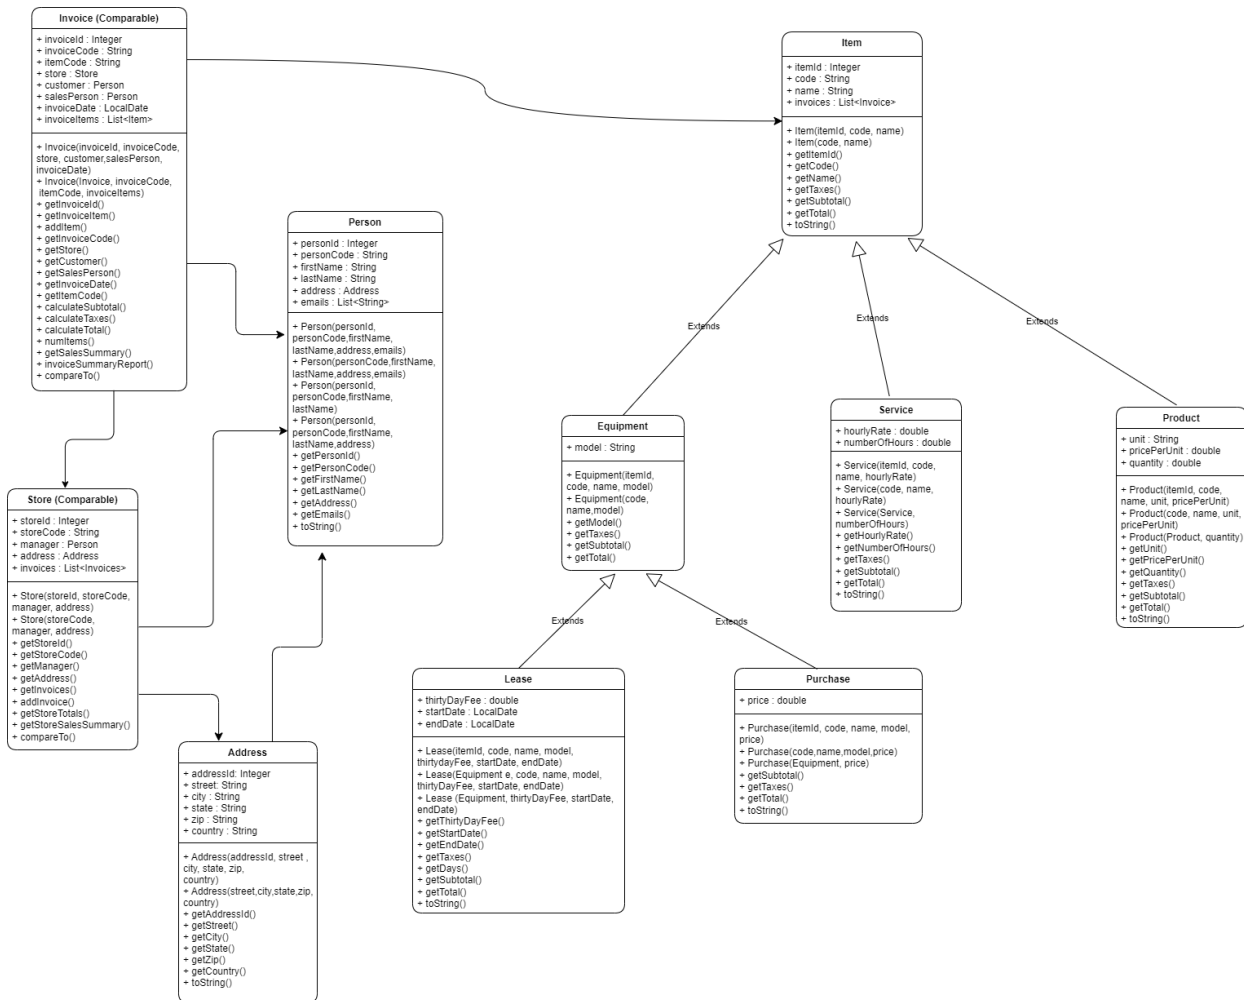 Invoice (Comparable)
+ invoiceId : Integer
+ invoiceCode : String
+ itemCode : String
+ store : Store
+ customer : Person
+ salesPerson : Person
+ invoiceDate : LocalDate
+ invoiceItems : List<Item>
+ Invoice(invoiceId, invoiceCode,
store, customer,salesPerson,
invoiceDate)
+ Invoice(Invoice, invoiceCode,
itemCode, invoiceItems)
+ getInvoiceId()
+ getInvoiceItem()
+ addItem()
+ getInvoiceCode()
+ getStore()
+ getCustomer()
+ getSalesPerson()
+ getInvoiceDate()
+ getItemCode()
+ calculateSubtotal()
+ calculateTaxes()
+ calculateTotal()
+ numItems()
+ getSalesSummary()
+ invoiceSummaryReport()
+ compareTo()
Item
+ itemId : Integer
+ code : String
+ name : String
+ invoices : List<Invoice>
+ Item(itemId, code, name)
+ Item(code, name)
+ getItemId()
+ getCode()
+ getName()
+ getTaxes()
+ getSubtotal()
+ getTotal()
+ toString()
Person
+ personId : Integer
+ personCode : String
+ firstName : String
+ lastName : String
+ address : Address
+ emails : List<String>
+ Person(personId,
personCode,firstName,
lastName,address,emails)
+ Person(personCode,firstName,
lastName,address,emails)
+ Person(personId,
personCode,firstName,
lastName)
+ Person(personId,
personCode,firstName,
lastName,address)
+ getPersonId()
+ getPersonCode()
+ getFirstName()
+ getLastName()
+ getAddress()
+ getEmails()
+ toString()
Extends
Extends
Extends
Equipment
+ model : String
+ Equipment(itemId,
code, name, model)
+ Equipment(code,
name,model)
+ getModel()
+ getTaxes()
+ getSubtotal()
+ getTotal()
Service
+ hourlyRate : double
+ numberOfHours : double
+ Service(itemId, code,
name, hourlyRate)
+ Service(code, name,
hourlyRate)
+ Service(Service,
numberOfHours)
+ getHourlyRate()
+ getNumberOfHours()
+ getTaxes()
+ getSubtotal()
+ getTotal()
+ toString()
Product
+ unit : String
+ pricePerUnit : double
+ quantity : double
+ Product(itemId, code,
name, unit, pricePerUnit)
+ Product(code, name, unit,
pricePerUnit)
+ Product(Product, quantity)
+ getUnit()
+ getPricePerUnit()
+ getQuantity()
+ getTaxes()
+ getSubtotal()
+ getTotal()
+ toString()
Store (Comparable)
+ storeId : Integer
+ storeCode : String
+ manager : Person
+ address : Address
+ invoices : List<Invoices>
+ Store(storeId, storeCode,
manager, address)
+ Store(storeCode,
manager, address)
+ getStoreId()
+ getStoreCode()
+ getManager()
+ getAddress()
+ getInvoices()
+ addInvoice()
+ getStoreTotals()
+ getStoreSalesSummary()
+ compareTo()
Extends
Extends
Lease
+ thirtyDayFee : double
+ startDate : LocalDate
+ endDate : LocalDate
+ Lease(itemId, code, name, model,
thirtydayFee, startDate, endDate)
+ Lease(Equipment e, code, name, model,
thirtyDayFee, startDate, endDate)
+ Lease (Equipment, thirtyDayFee, startDate,
endDate)
+ getThirtyDayFee()
+ getStartDate()
+ getEndDate()
+ getTaxes()
+ getDays()
+ getSubtotal()
+ getTotal()
+ toString()
Purchase
+ price : double
+ Purchase(itemId, code, name, model,
price)
+ Purchase(code,name,model,price)
+ Purchase(Equipment, price)
+ getSubtotal()
+ getTaxes()
+ getTotal()
+ toString()
Address
+ addressId: Integer
+ street: String
+ city : String
+ state : String
+ zip : String
+ country : String
+ Address(addressId, street ,
city, state, zip,
country)
+ Address(street,city,state,zip,
country)
+ getAddressId()
+ getStreet()
+ getCity()
+ getState()
+ getZip()
+ getCountry()
+ toString()